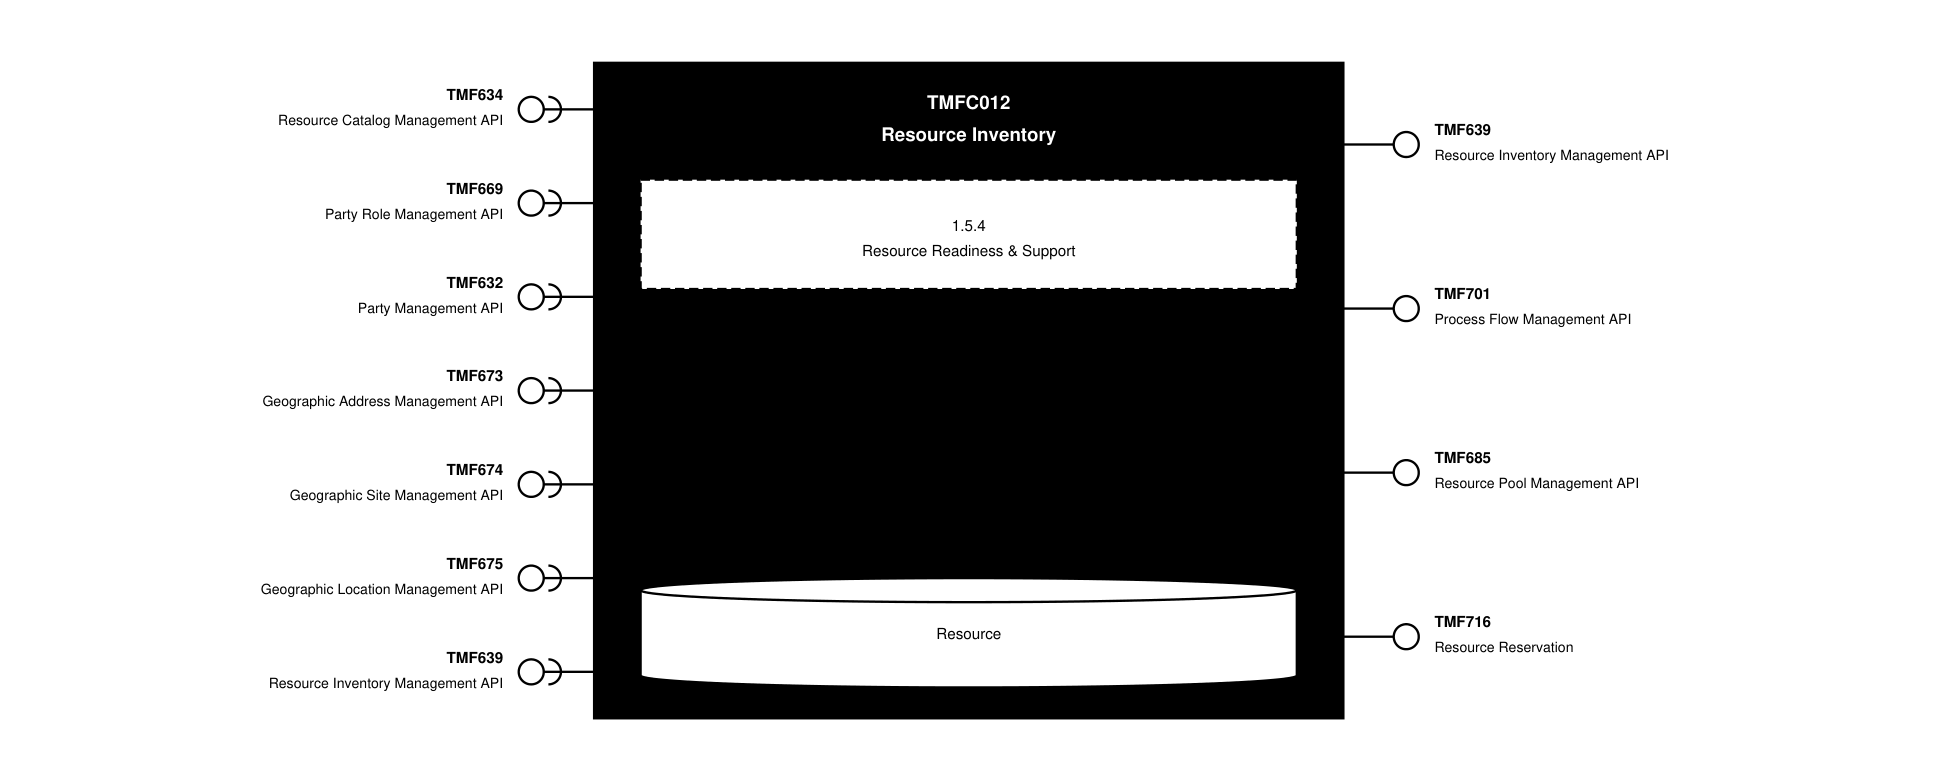 TMF634
Resource Catalog Management API
TMF669
Party Role Management API
TMF632
Party Management API
TMF673
Geographic Address Management API
TMF674
Geographic Site Management API
TMF675
Geographic Location Management API
TMF639
Resource Inventory Management API
TMFC012
Resource Inventory
1.5.4
Resource Readiness & Support
Resource
TMF639
Resource Inventory Management API
TMF701
Process Flow Management API
TMF685
Resource Pool Management API
TMF716
Resource Reservation